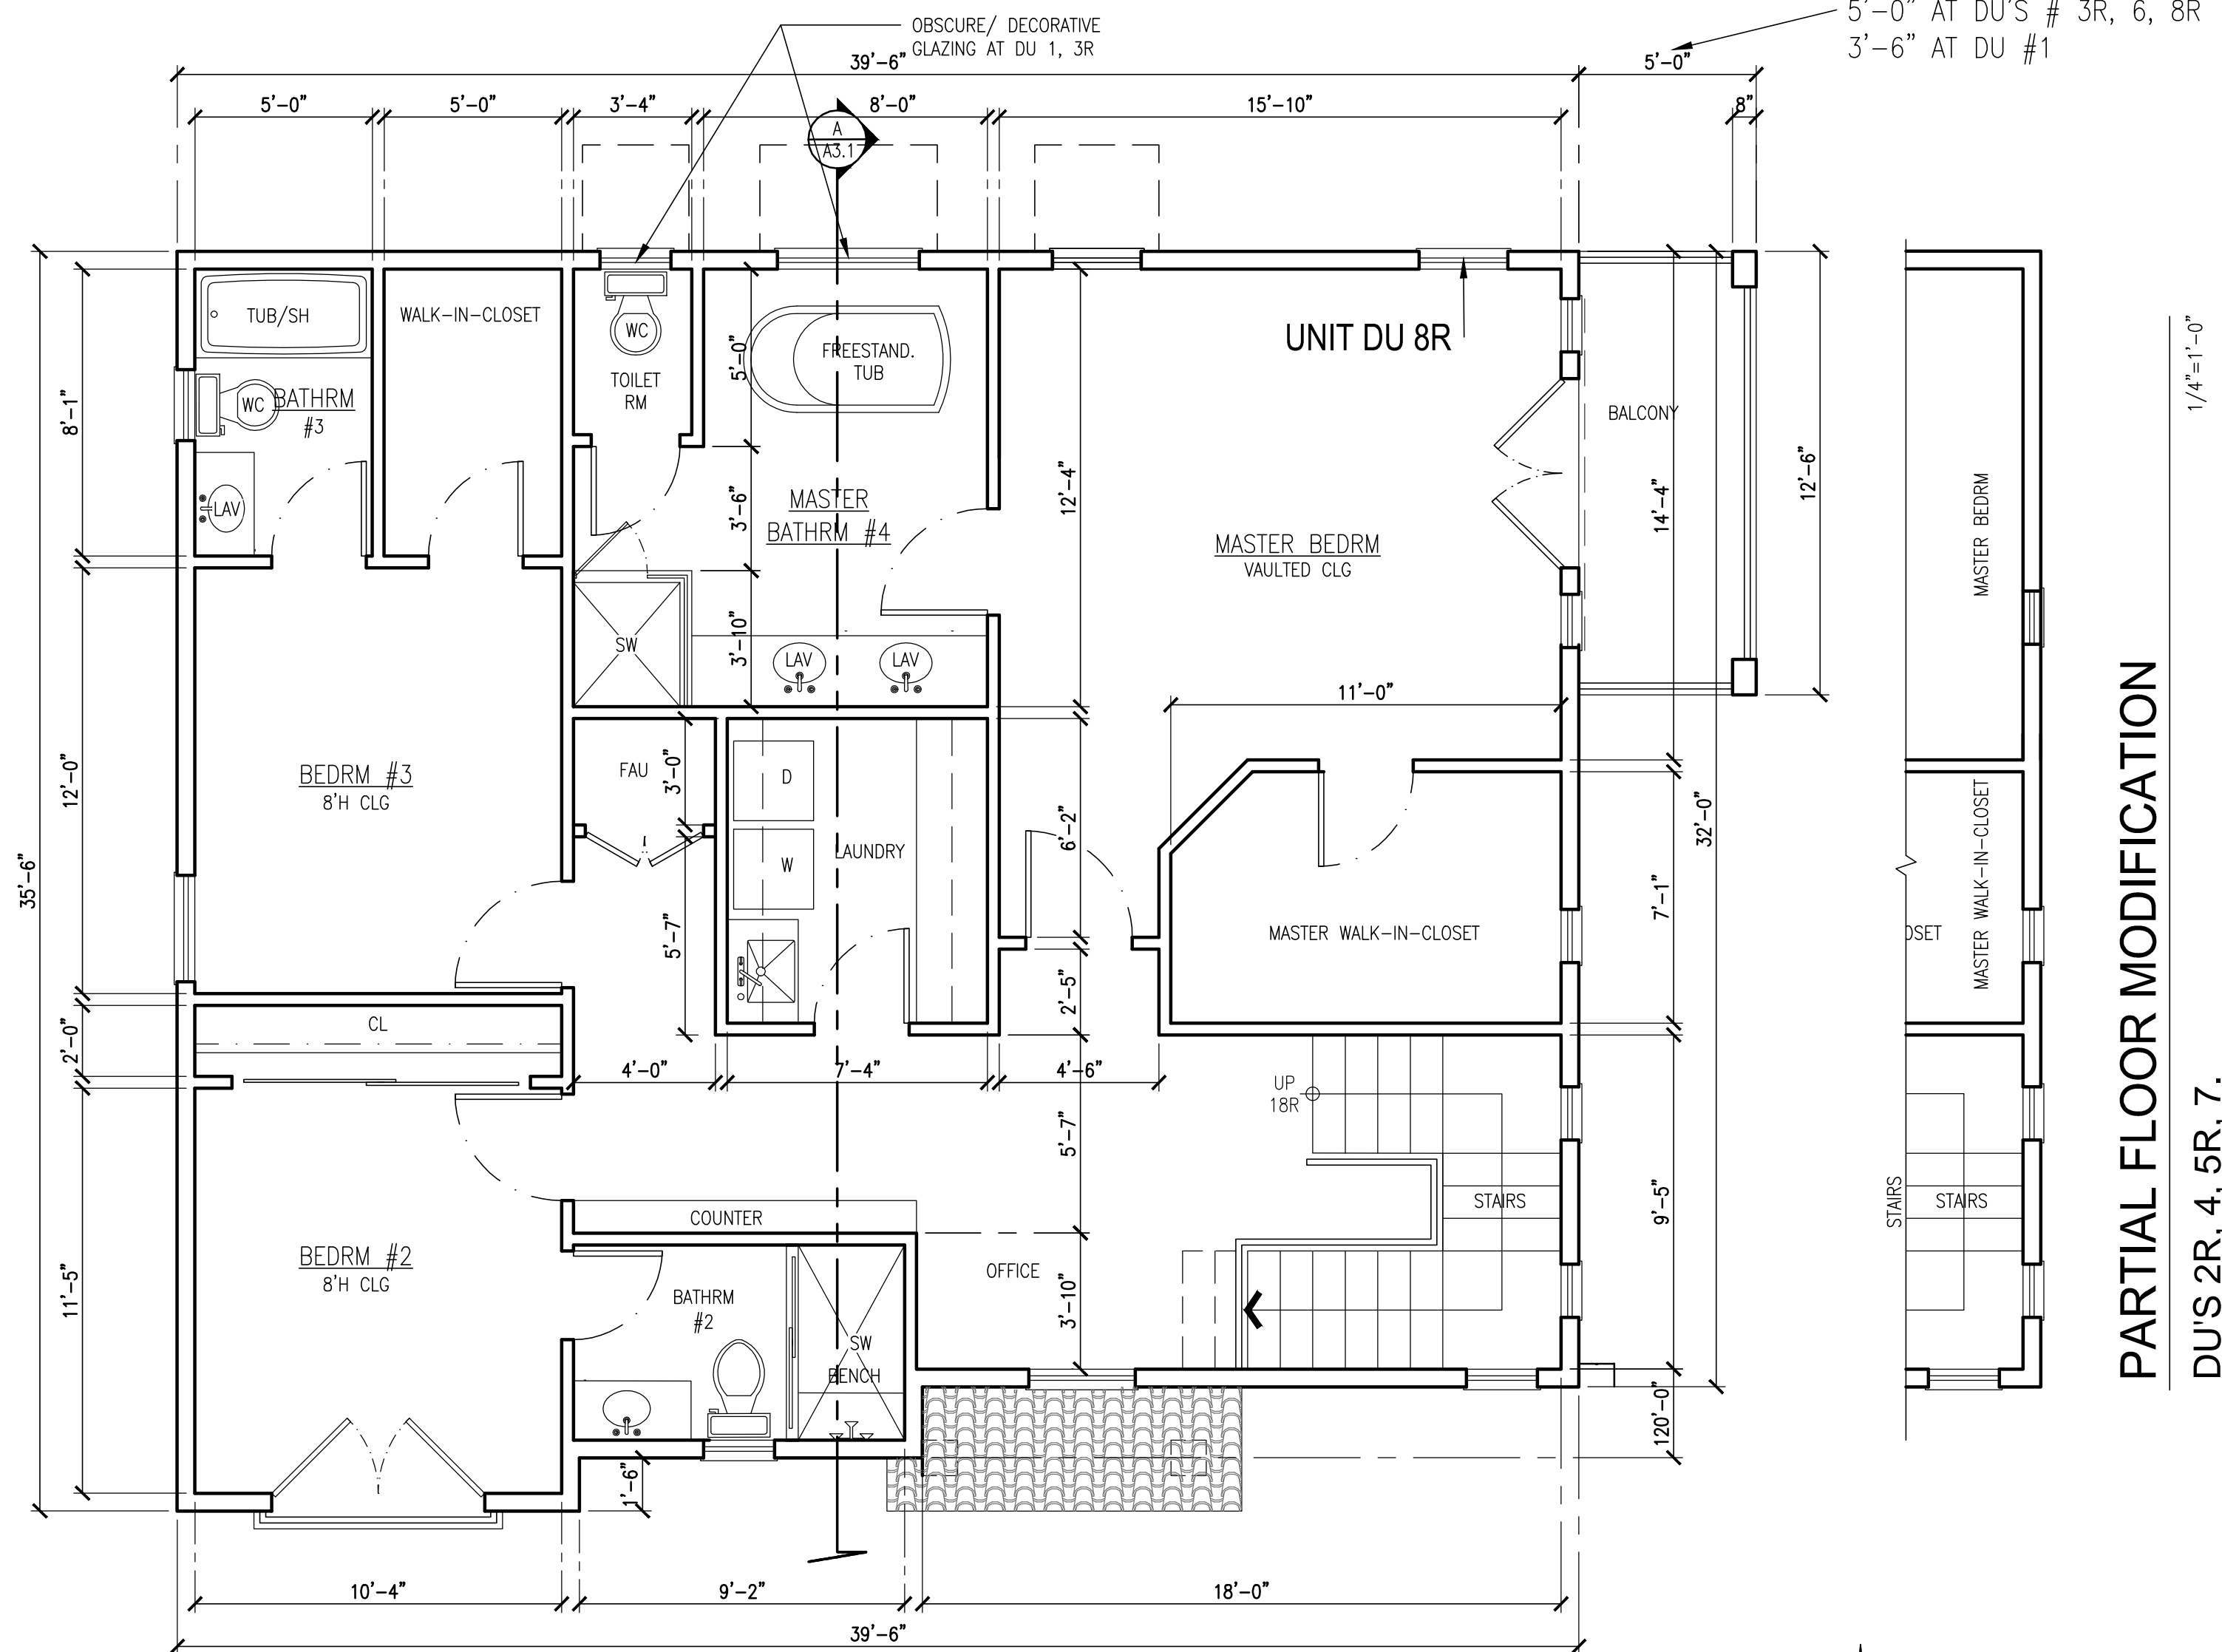 5'-0" AT DU'S # 3R, 6, 8R
3'-6" AT DU #1
OBSCURE/ DECORATIVE
GLAZING AT DU 1, 3R
39'-6"
5'-0"
5'-0"
5'-0"
3'-4"
8'-0"
15'-10"
8"
A
A3.1
TUB/SH
WALK-IN-CLOSET
WC
TOILET
RM
5'-0"
FREESTAND.
TUB
UNIT DU 8R
BALCONY
8'-1"
WC
BATHRM
#3
LAV
3'-6"
MASTER
BATHRM #4
12'-4"
MASTER BEDRM
VAULTED CLG
14'-4"
12'-6"
SW
3'-10"
LAV
LAV
11'-0"
35'-6"
12'-0"
BEDRM #3
8'H CLG
FAU
3'-0"
D
W
LAUNDRY
6'-2"
32'-0"
5'-7"
MASTER WALK-IN-CLOSET
7'-1"
2'-0"
CL
2'-5"
4'-0"
7'-4"
4'-6"
UP
18R
5'-7"
STAIRS
9'-5"
COUNTER
11'-5"
BEDRM #2
8'H CLG
BATHRM
#2
OFFICE
3'-10"
SW
BENCH
120'-0"
1'-6"
10'-4"
9'-2"
18'-0"
39'-6"
MASTER BEDRM
MASTER WALK-IN-CLOSET
OSET
STAIRS
STAIRS
PARTIAL FLOOR MODIFICATION
1/4"=1'-0"
DU'S 2R, 4, 5R, 7.